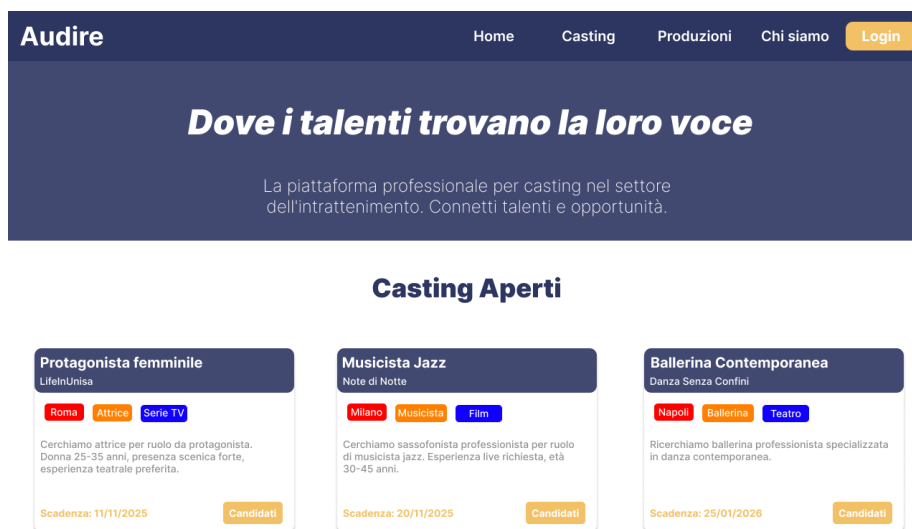 Audire
Home Casting Produzioni Chi siamo Login
Dove i talenti trovano la loro voce
La piattaforma professionale per casting nel settore
dell'intrattenimento. Connetti talenti e opportunità.
Casting Aperti
Protagonista femminile
LifeInUnisa
Roma Attrice Serie TV
Cerchiamo attrice per ruolo da protagonista.
Donna 25-35 anni, presenza scenica forte,
esperienza teatrale preferita.
Scadenza: 11/11/2025 Candidati
Musicista Jazz
Note di Notte
Milano Musicista Film
Cerchiamo sassofonista professionista per ruolo
di musicista jazz. Esperienza live richiesta, età
30-45 anni.
Scadenza: 20/11/2025 Candidati
Ballerina Contemporanea
Danza Senza Confini
Napoli Ballerina Teatro
Ricerchiamo ballerina professionista specializzata
in danza contemporanea.
Scadenza: 25/01/2026 Candidati